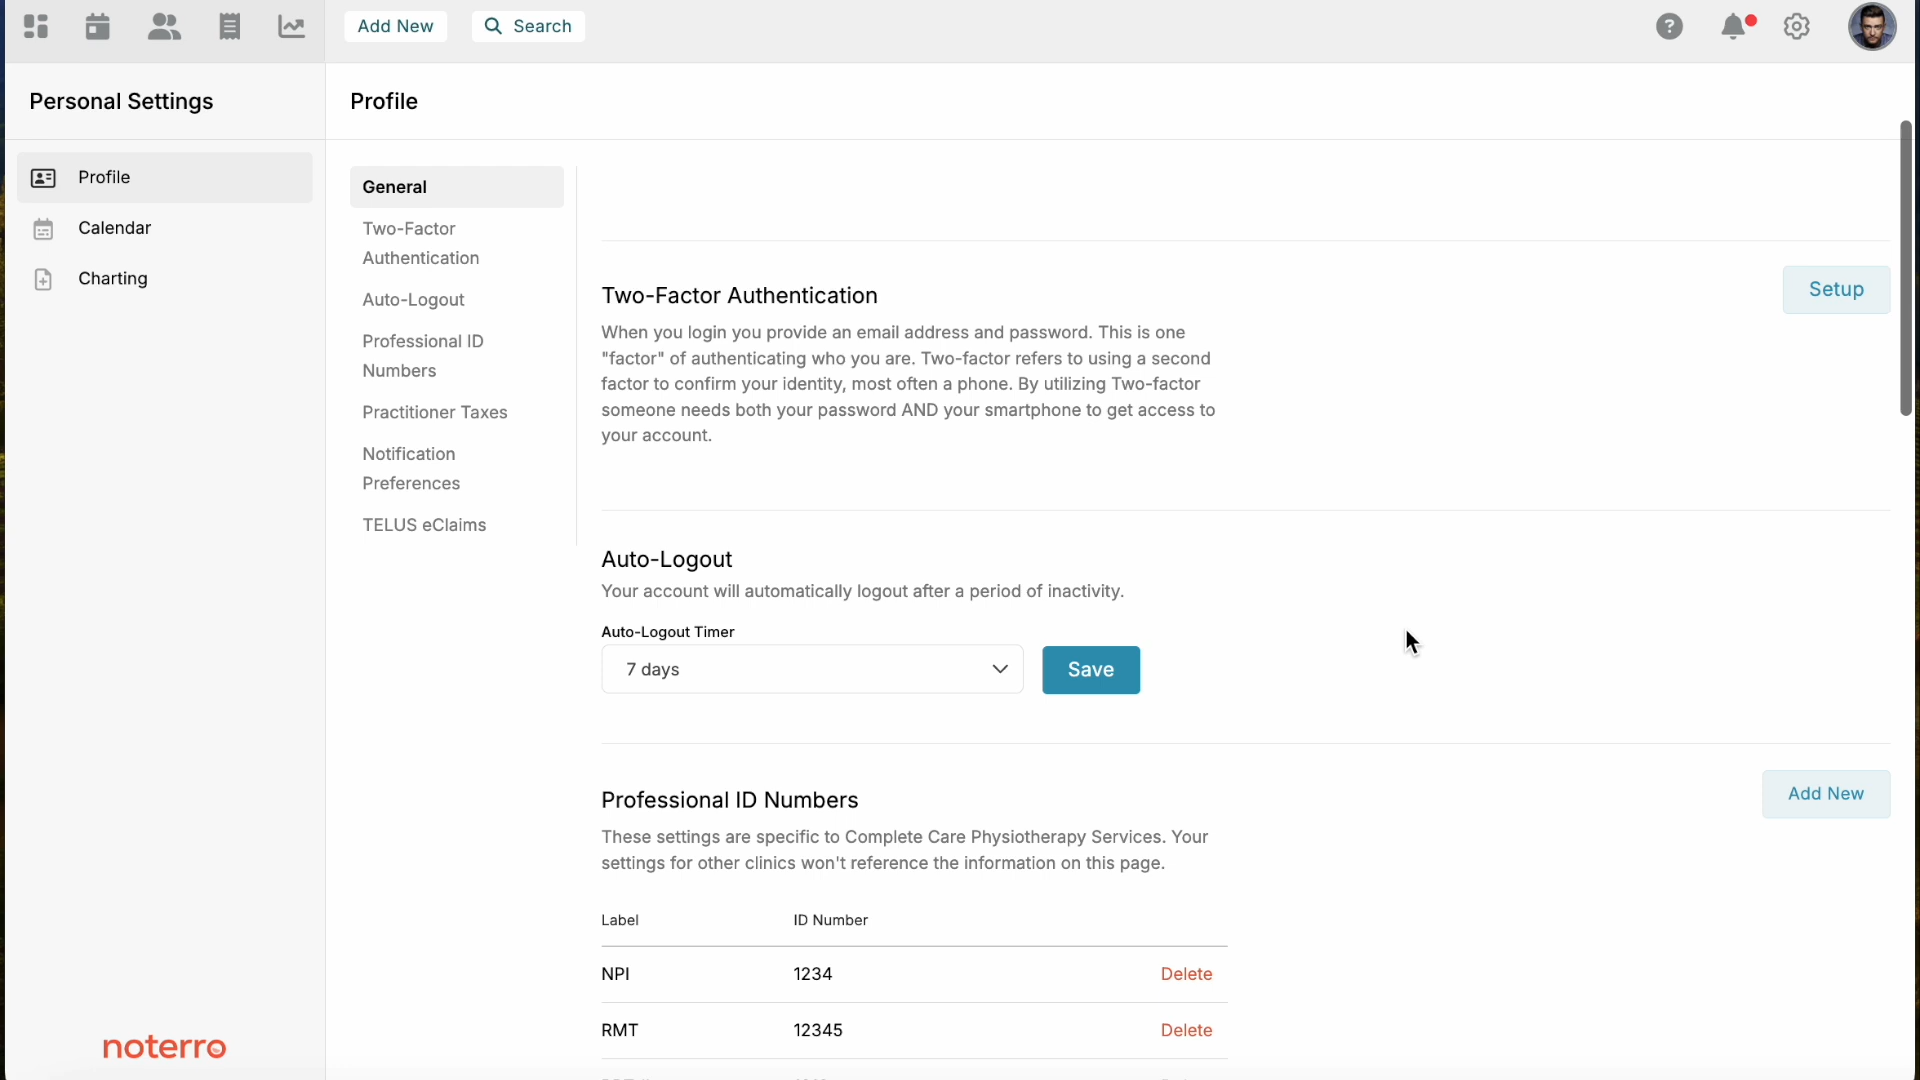 Add New
Search
Personal Settings
Profile
Profile
Calendar
Charting
General
Two-Factor
Authentication
Auto-Logout
Professional ID
Numbers
Practitioner Taxes
Notification
Preferences
TELUS eClaims
Two-Factor Authentication
Setup
When you login you provide an email address and password. This is one
"factor" of authenticating who you are. Two-factor refers to using a second
factor to confirm your identity, most often a phone. By utilizing Two-factor
someone needs both your password AND your smartphone to get access to
your account.
Auto-Logout
Your account will automatically logout after a period of inactivity.
Auto-Logout Timer
7 days
Save
Professional ID Numbers
Add New
These settings are specific to Complete Care Physiotherapy Services. Your
settings for other clinics won't reference the information on this page.
Label ID Number
NPI 1234 Delete
RMT 12345 Delete
noterro